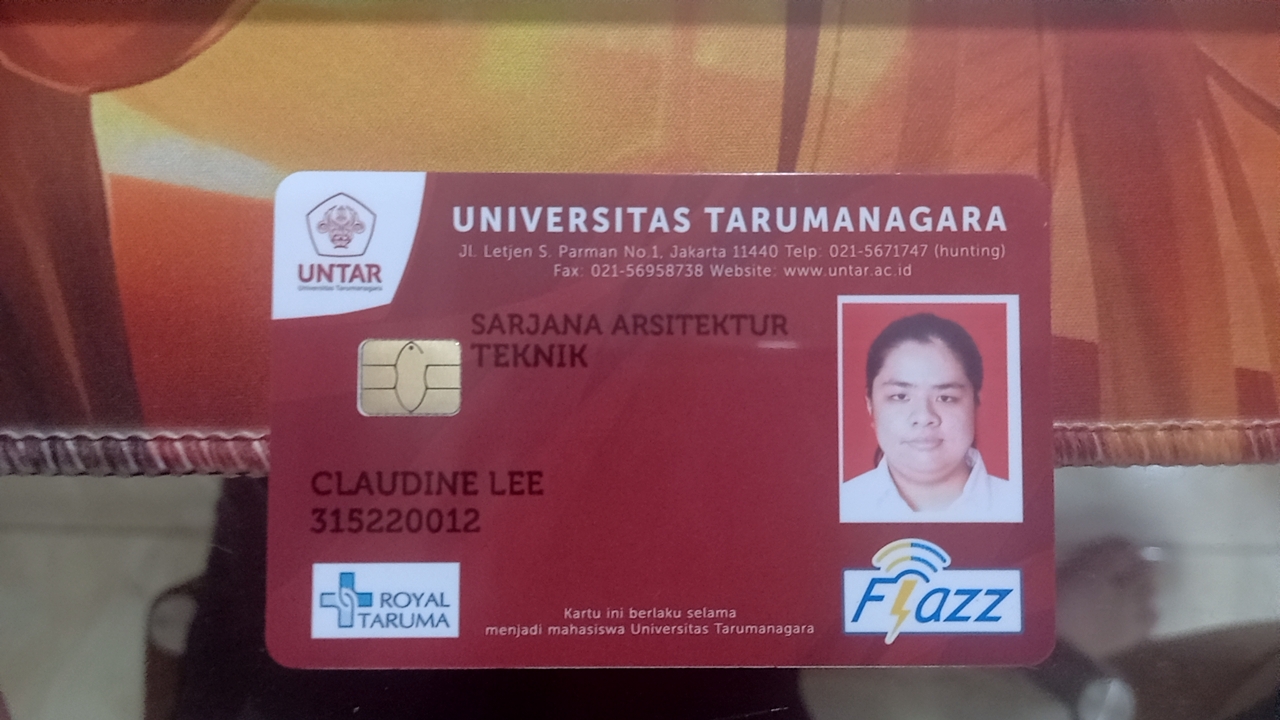 UNIVERSITAS TARUMANAGARA
Jl. Letjen S. Parman No.1, Jakarta 11440 Telp: 021-5671747 (hunting)
Fax: 021-56958738 Website: www.untar.ac.id
UNTAR
Universitas Tarumanagara
SARJANA ARSITEKTUR
TEKNIK
CLAUDINE LEE
315220012
ROYAL
TARUMA
Kartu ini berlaku selama
menjadi mahasiswa Universitas Tarumanagara
Flazz